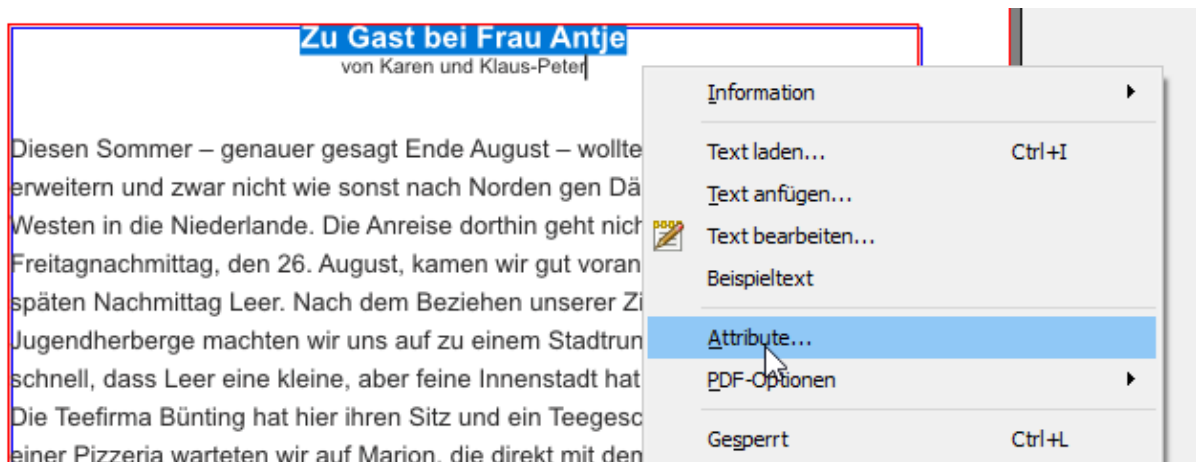 Zu Gast bei Frau Antje
von Karen und Klaus-Peter
Diesen Sommer – genauer gesagt Ende August – wollte
erweitern und zwar nicht wie sonst nach Norden gen Dä
Westen in die Niederlande. Die Anreise dorthin geht nich
Freitagnachmittag, den 26. August, kamen wir gut voran
späten Nachmittag Leer. Nach dem Beziehen unserer Zi
Jugendherberge machten wir uns auf zu einem Stadtrun
schnell, dass Leer eine kleine, aber feine Innenstadt hat
Die Teefirma Bünting hat hier ihren Sitz und ein Teegesc
einer Pizzeria warteten wir auf Marion, die direkt mit den
Information
Text laden... Ctrl+I
Text anfügen...
Text bearbeiten...
Beispieltext
Attribute...
PDF-Optionen
Gesperrt Ctrl+L